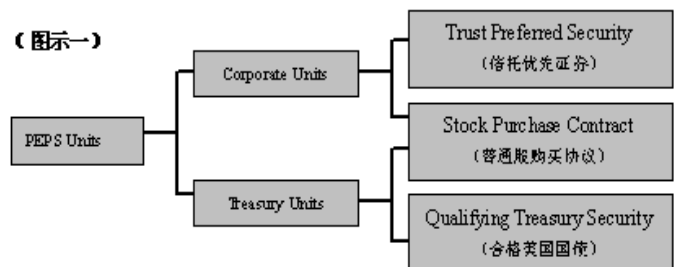 （图示一）
Trust Preferred Security
（信托优先证券）
Corporate Units
Stock Purchase Contract
（普通股购买协议）
PEPS Units
Treasury Units
Qualifying Treasury Security
（合格美国国债）